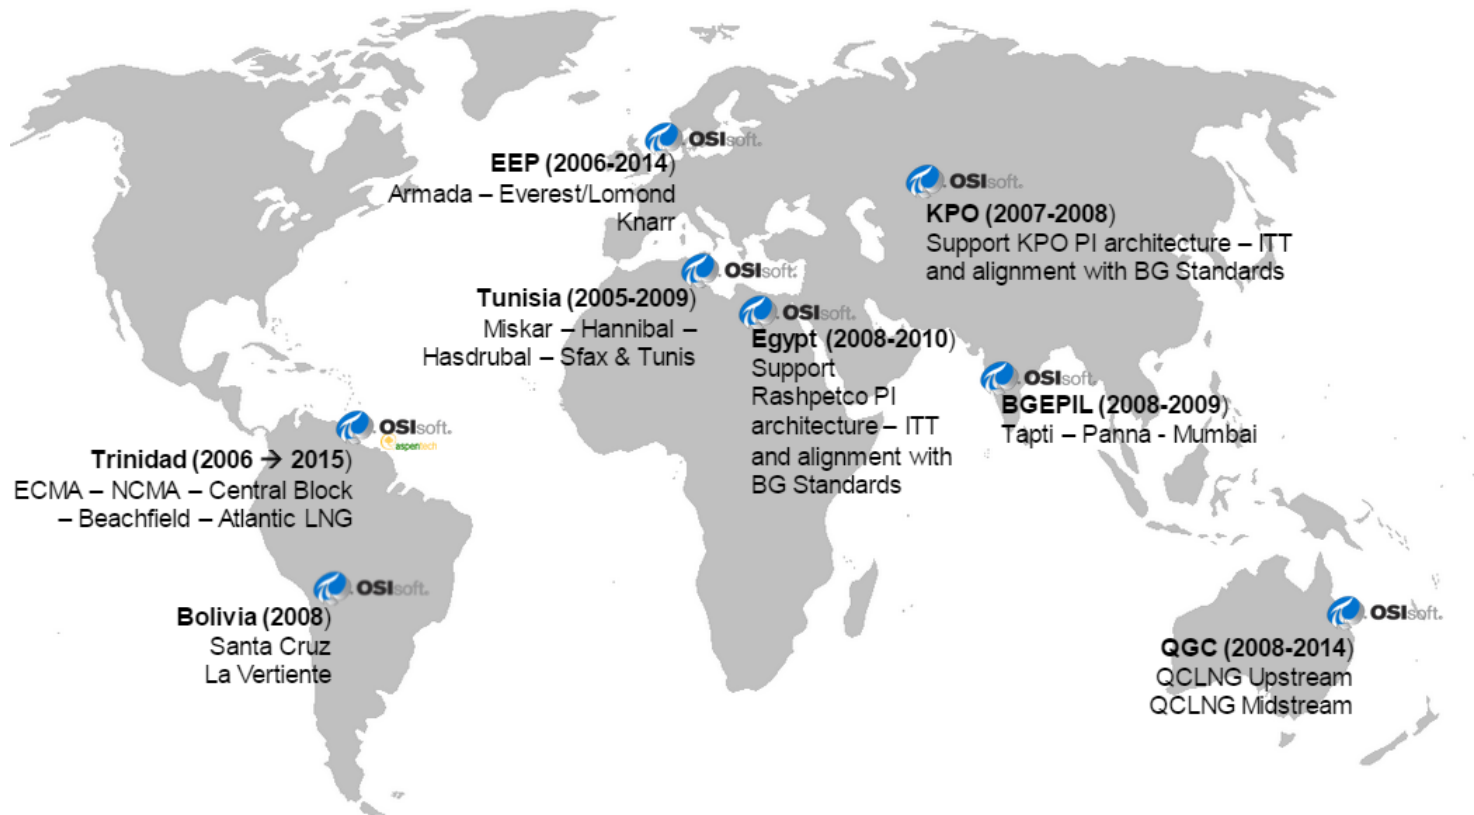 OSIsoft.
EEP (2006-2014)
Armada – Everest/Lomond
Knarr
OSIsoft.
KPO (2007-2008)
Support KPO PI architecture – ITT
and alignment with BG Standards
OSIsoft.
Tunisia (2005-2009)
Miskar – Hannibal –
Hasdrubal – Sfax & Tunis
OSIsoft.
Egypt (2008-2010)
Support
Rashpetco PI
architecture – ITT
and alignment with
BG Standards
OSIsoft.
BGEPIL (2008-2009)
Tapti – Panna - Mumbai
OSIsoft.
aspentech
Trinidad (2006 → 2015)
ECMA – NCMA – Central Block
– Beachfield – Atlantic LNG
OSIsoft.
Bolivia (2008)
Santa Cruz
La Vertiente
OSIsoft.
QGC (2008-2014)
QCLNG Upstream
QCLNG Midstream